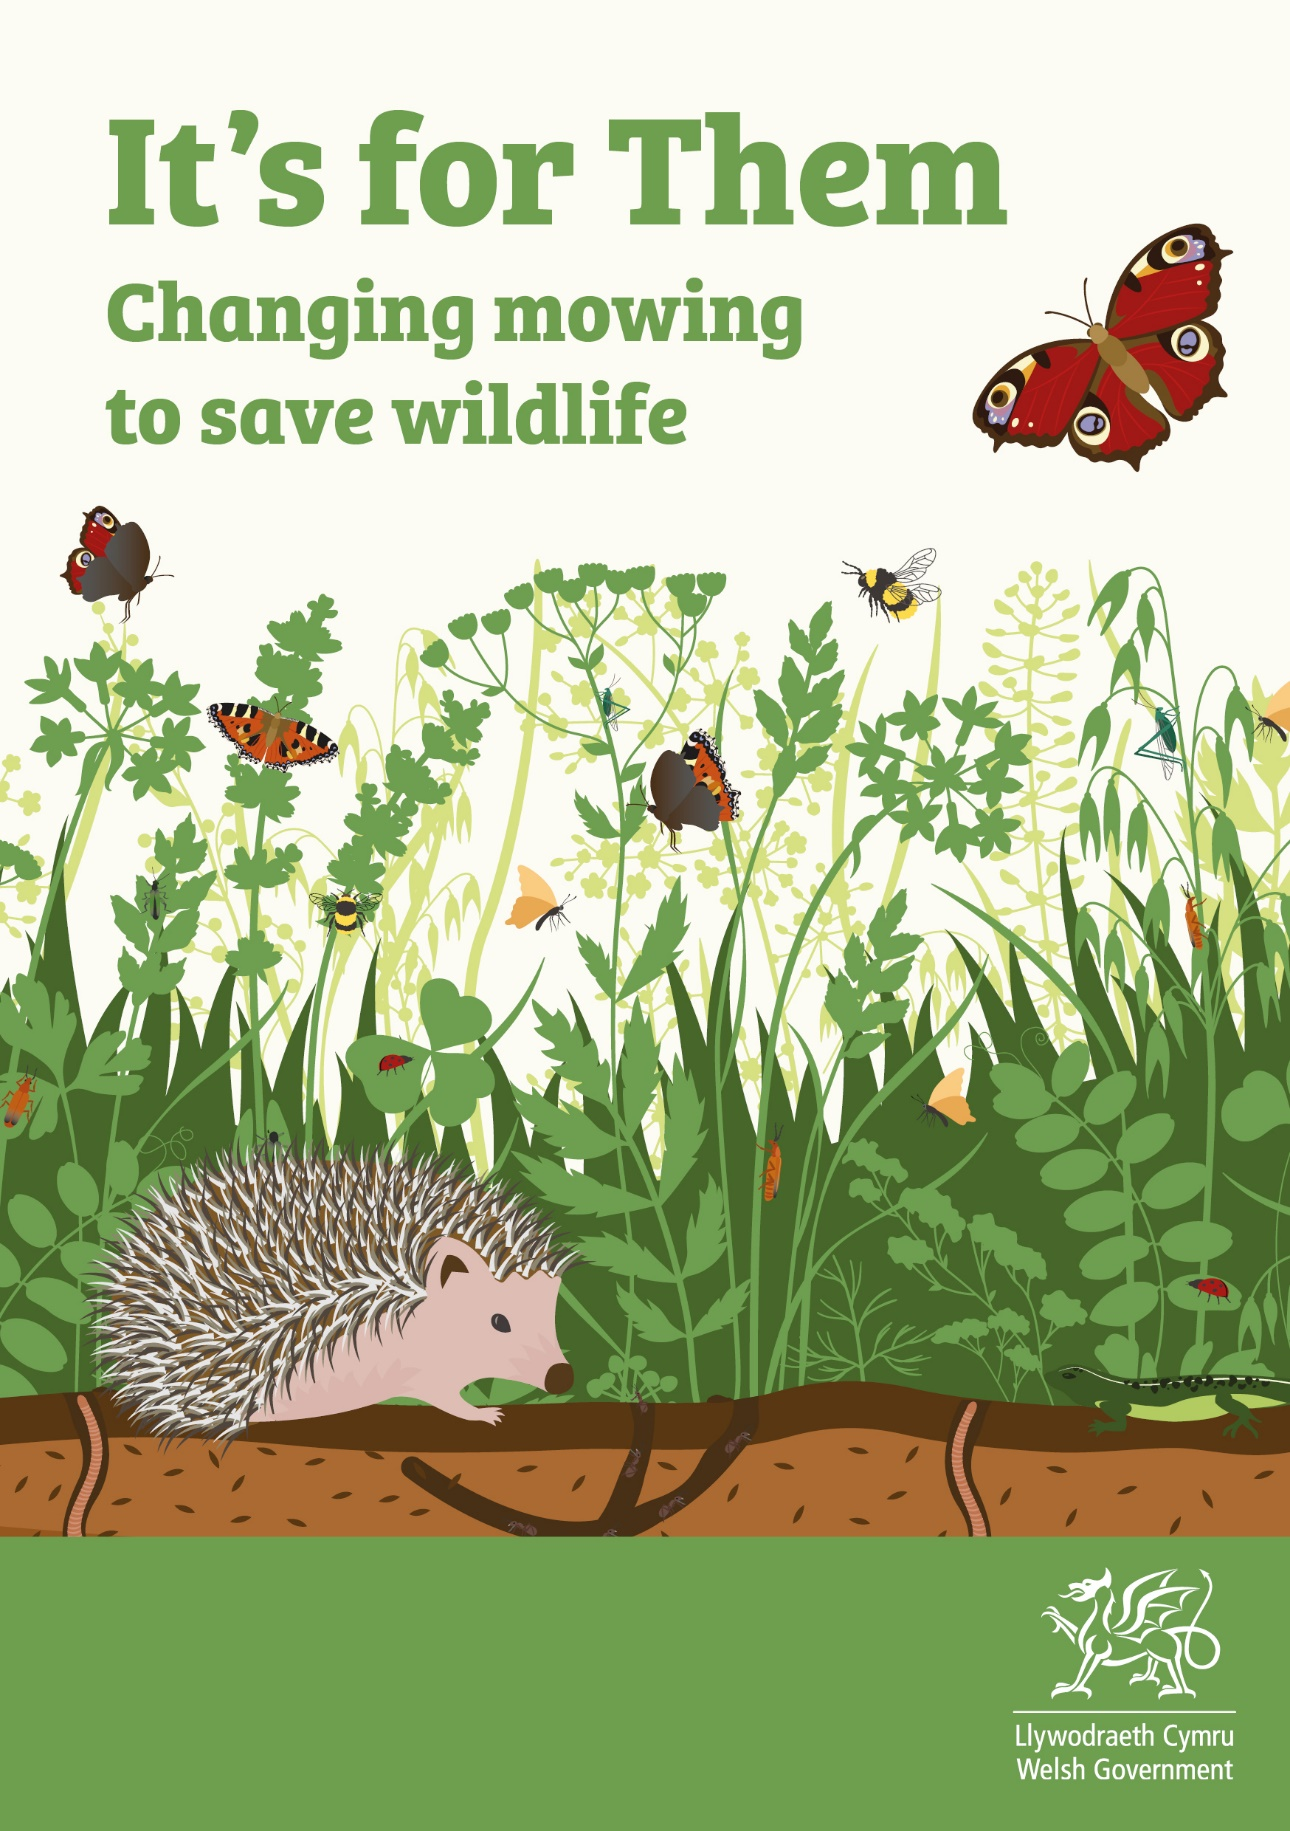 It’s for Them
Changing mowing
to save wildlife
Llywodraeth Cymru
Welsh Government